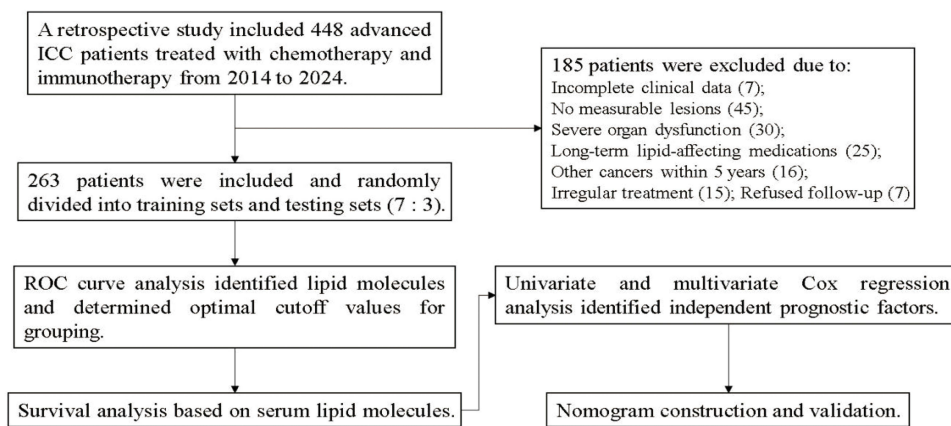 A retrospective study included 448 advanced
ICC patients treated with chemotherapy and
immunotherapy from 2014 to 2024.
185 patients were excluded due to:
Incomplete clinical data (7);
No measurable lesions (45);
Severe organ dysfunction (30);
Long-term lipid-affecting medications (25);
Other cancers within 5 years (16);
Irregular treatment (15); Refused follow-up (7)
263 patients were included and randomly
divided into training sets and testing sets (7 : 3).
ROC curve analysis identified lipid molecules
and determined optimal cutoff values for
grouping.
Survival analysis based on serum lipid molecules.
Univariate and multivariate Cox regression
analysis identified independent prognostic factors.
Nomogram construction and validation.